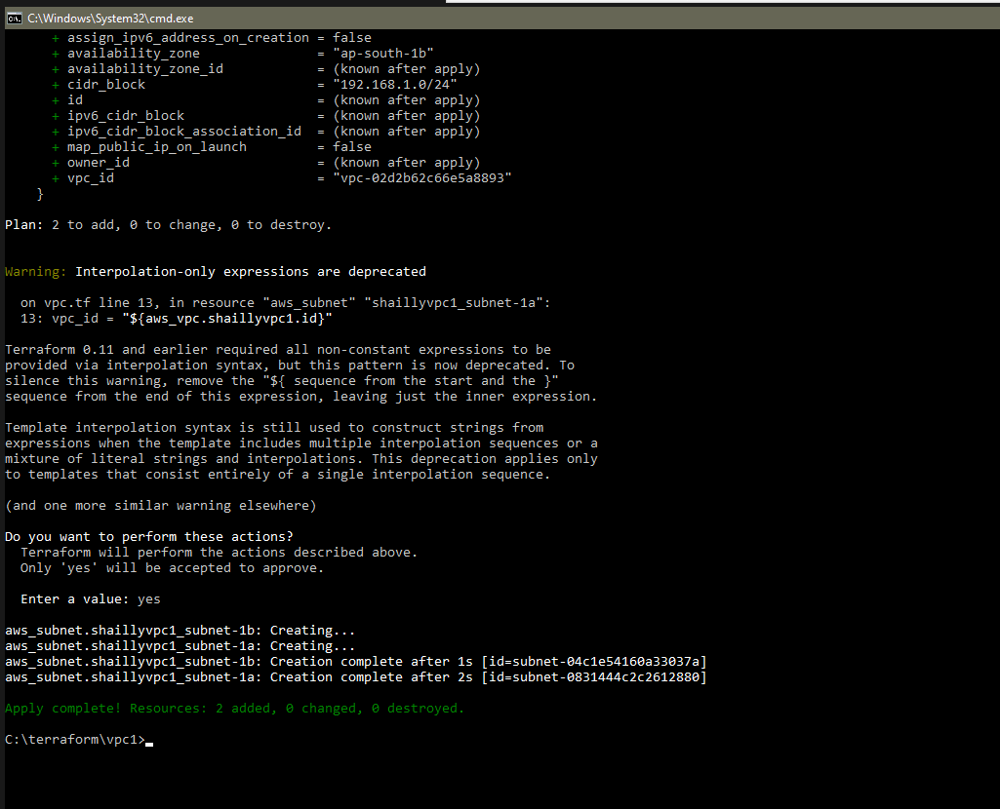 C:\Windows\System32\cmd.exe
+ assign_ipv6_address_on_creation = false
+ availability_zone = "ap-south-1b"
+ availability_zone_id = (known after apply)
+ cidr_block = "192.168.1.0/24"
+ id = (known after apply)
+ ipv6_cidr_block = (known after apply)
+ ipv6_cidr_block_association_id = (known after apply)
+ map_public_ip_on_launch = false
+ owner_id = (known after apply)
+ vpc_id = "vpc-02d2b62c66e5a8893"
}
Plan: 2 to add, 0 to change, 0 to destroy.
Warning: Interpolation-only expressions are deprecated
on vpc.tf line 13, in resource "aws_subnet" "shaillyvpc1_subnet-1a":
13: vpc_id = "${aws_vpc.shaillyvpc1.id}"
Terraform 0.11 and earlier required all non-constant expressions to be
provided via interpolation syntax, but this pattern is now deprecated. To
silence this warning, remove the "${ sequence from the start and the }"
sequence from the end of this expression, leaving just the inner expression.
Template interpolation syntax is still used to construct strings from
expressions when the template includes multiple interpolation sequences or a
mixture of literal strings and interpolations. This deprecation applies only
to templates that consist entirely of a single interpolation sequence.
(and one more similar warning elsewhere)
Do you want to perform these actions?
Terraform will perform the actions described above.
Only 'yes' will be accepted to approve.
Enter a value: yes
aws_subnet.shaillyvpc1_subnet-1b: Creating...
aws_subnet.shaillyvpc1_subnet-1a: Creating...
aws_subnet.shaillyvpc1_subnet-1b: Creation complete after 1s [id=subnet-04c1e54160a33037a]
aws_subnet.shaillyvpc1_subnet-1a: Creation complete after 2s [id=subnet-0831444c2c2612880]
Apply complete! Resources: 2 added, 0 changed, 0 destroyed.
C:\terraform\vpc1>